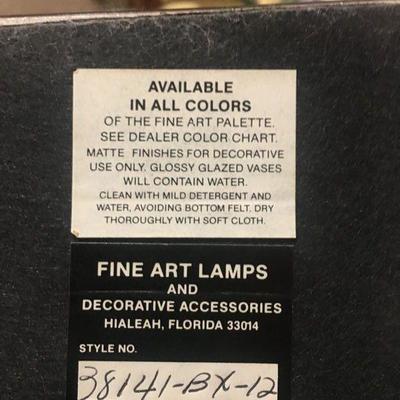 AVAILABLE
IN ALL COLORS
OF THE FINE ART PALETTE.
SEE DEALER COLOR CHART.
MATTE FINISHES FOR DECORATIVE
USE ONLY. GLOSSY GLAZED VASES
WILL CONTAIN WATER.
CLEAN WITH MILD DETERGENT AND
WATER, AVOIDING BOTTOM FELT. DRY
THOROUGHLY WITH SOFT CLOTH.
FINE ART LAMPS
AND
DECORATIVE ACCESSORIES
HIALEAH, FLORIDA 33014
STYLE NO.
38141-BX-12